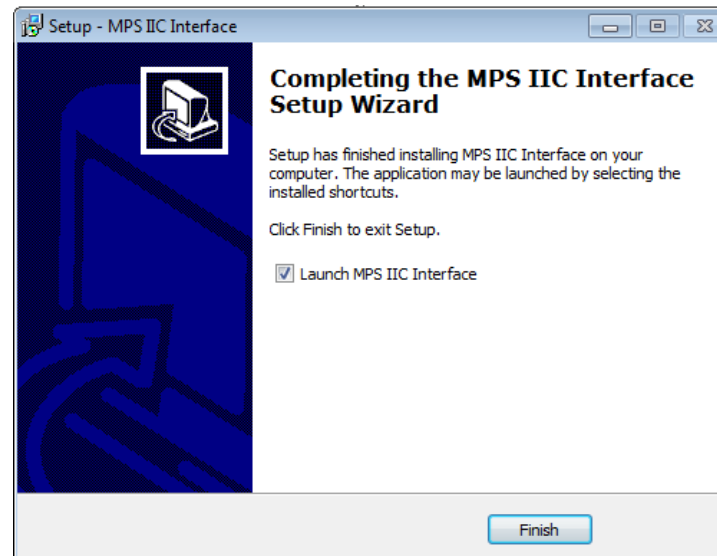 Setup - MPS IIC Interface
Completing the MPS IIC Interface
Setup Wizard
Setup has finished installing MPS IIC Interface on your
computer. The application may be launched by selecting the
installed shortcuts.
Click Finish to exit Setup.
Launch MPS IIC Interface
Finish